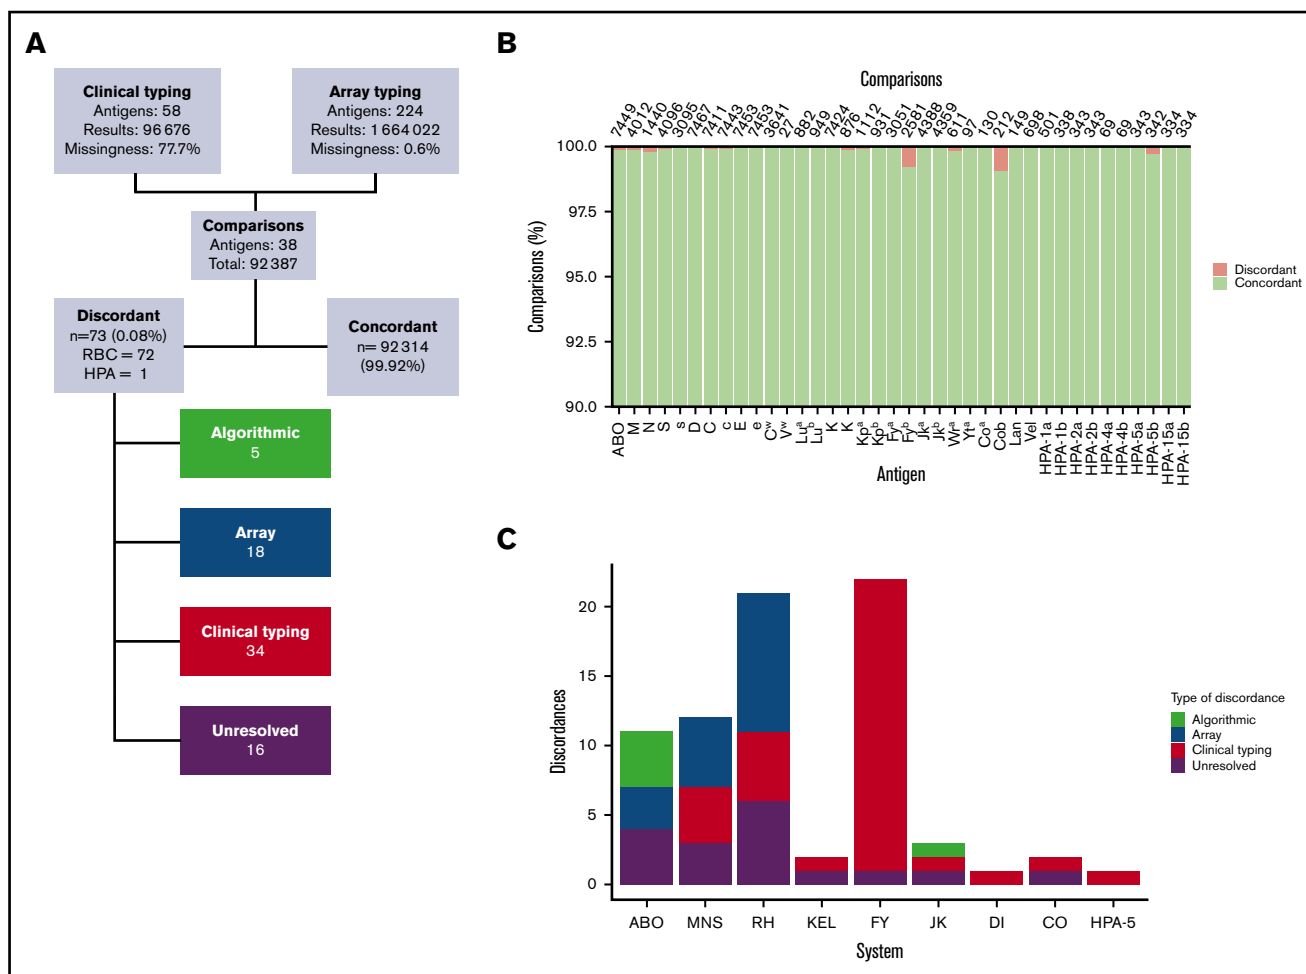 A
Clinical typing
Antigens: 58
Results: 96 676
Missingness: 77.7%
Array typing
Antigens: 224
Results: 1 664 022
Missingness: 0.6%
Comparisons
Antigens: 38
Total: 92 387
Discordant
n=73 (0.08%)
RBC = 72
HPA = 1
Concordant
n= 92 314
(99.92%)
Algorithmic
5
Array
18
Clinical typing
34
Unresolved
16
B
Comparisons
7449 4012 1440 4096 3095 7467 7411 7443 7453 7453 3641 27 882 949 7424 876 1112 931 3051 2581 4388 4359 611 97 130 212 149 698 501 338 343 343 69 69 343 342 334 334
100.0
97.5
95.0
92.5
90.0
Comparisons (%)
ABO M N S s D C c E e Cʷ Vʷ Luᵃ Luᵇ K K Kpᵃ Kpᵇ Fyᵃ Fyᵇ Jkᵃ Jkᵇ Wrᵃ Ytᵃ Coᵃ Cob Lan Vel HPA-1a HPA-1b HPA-2a HPA-2b HPA-4a HPA-4b HPA-5a HPA-5b HPA-15a HPA-15b
Antigen
Discordant
Concordant
C
20
15
10
5
0
Discordances
ABO MNS RH KEL FY JK DI CO HPA-5
System
Type of discordance
Algorithmic
Array
Clinical typing
Unresolved